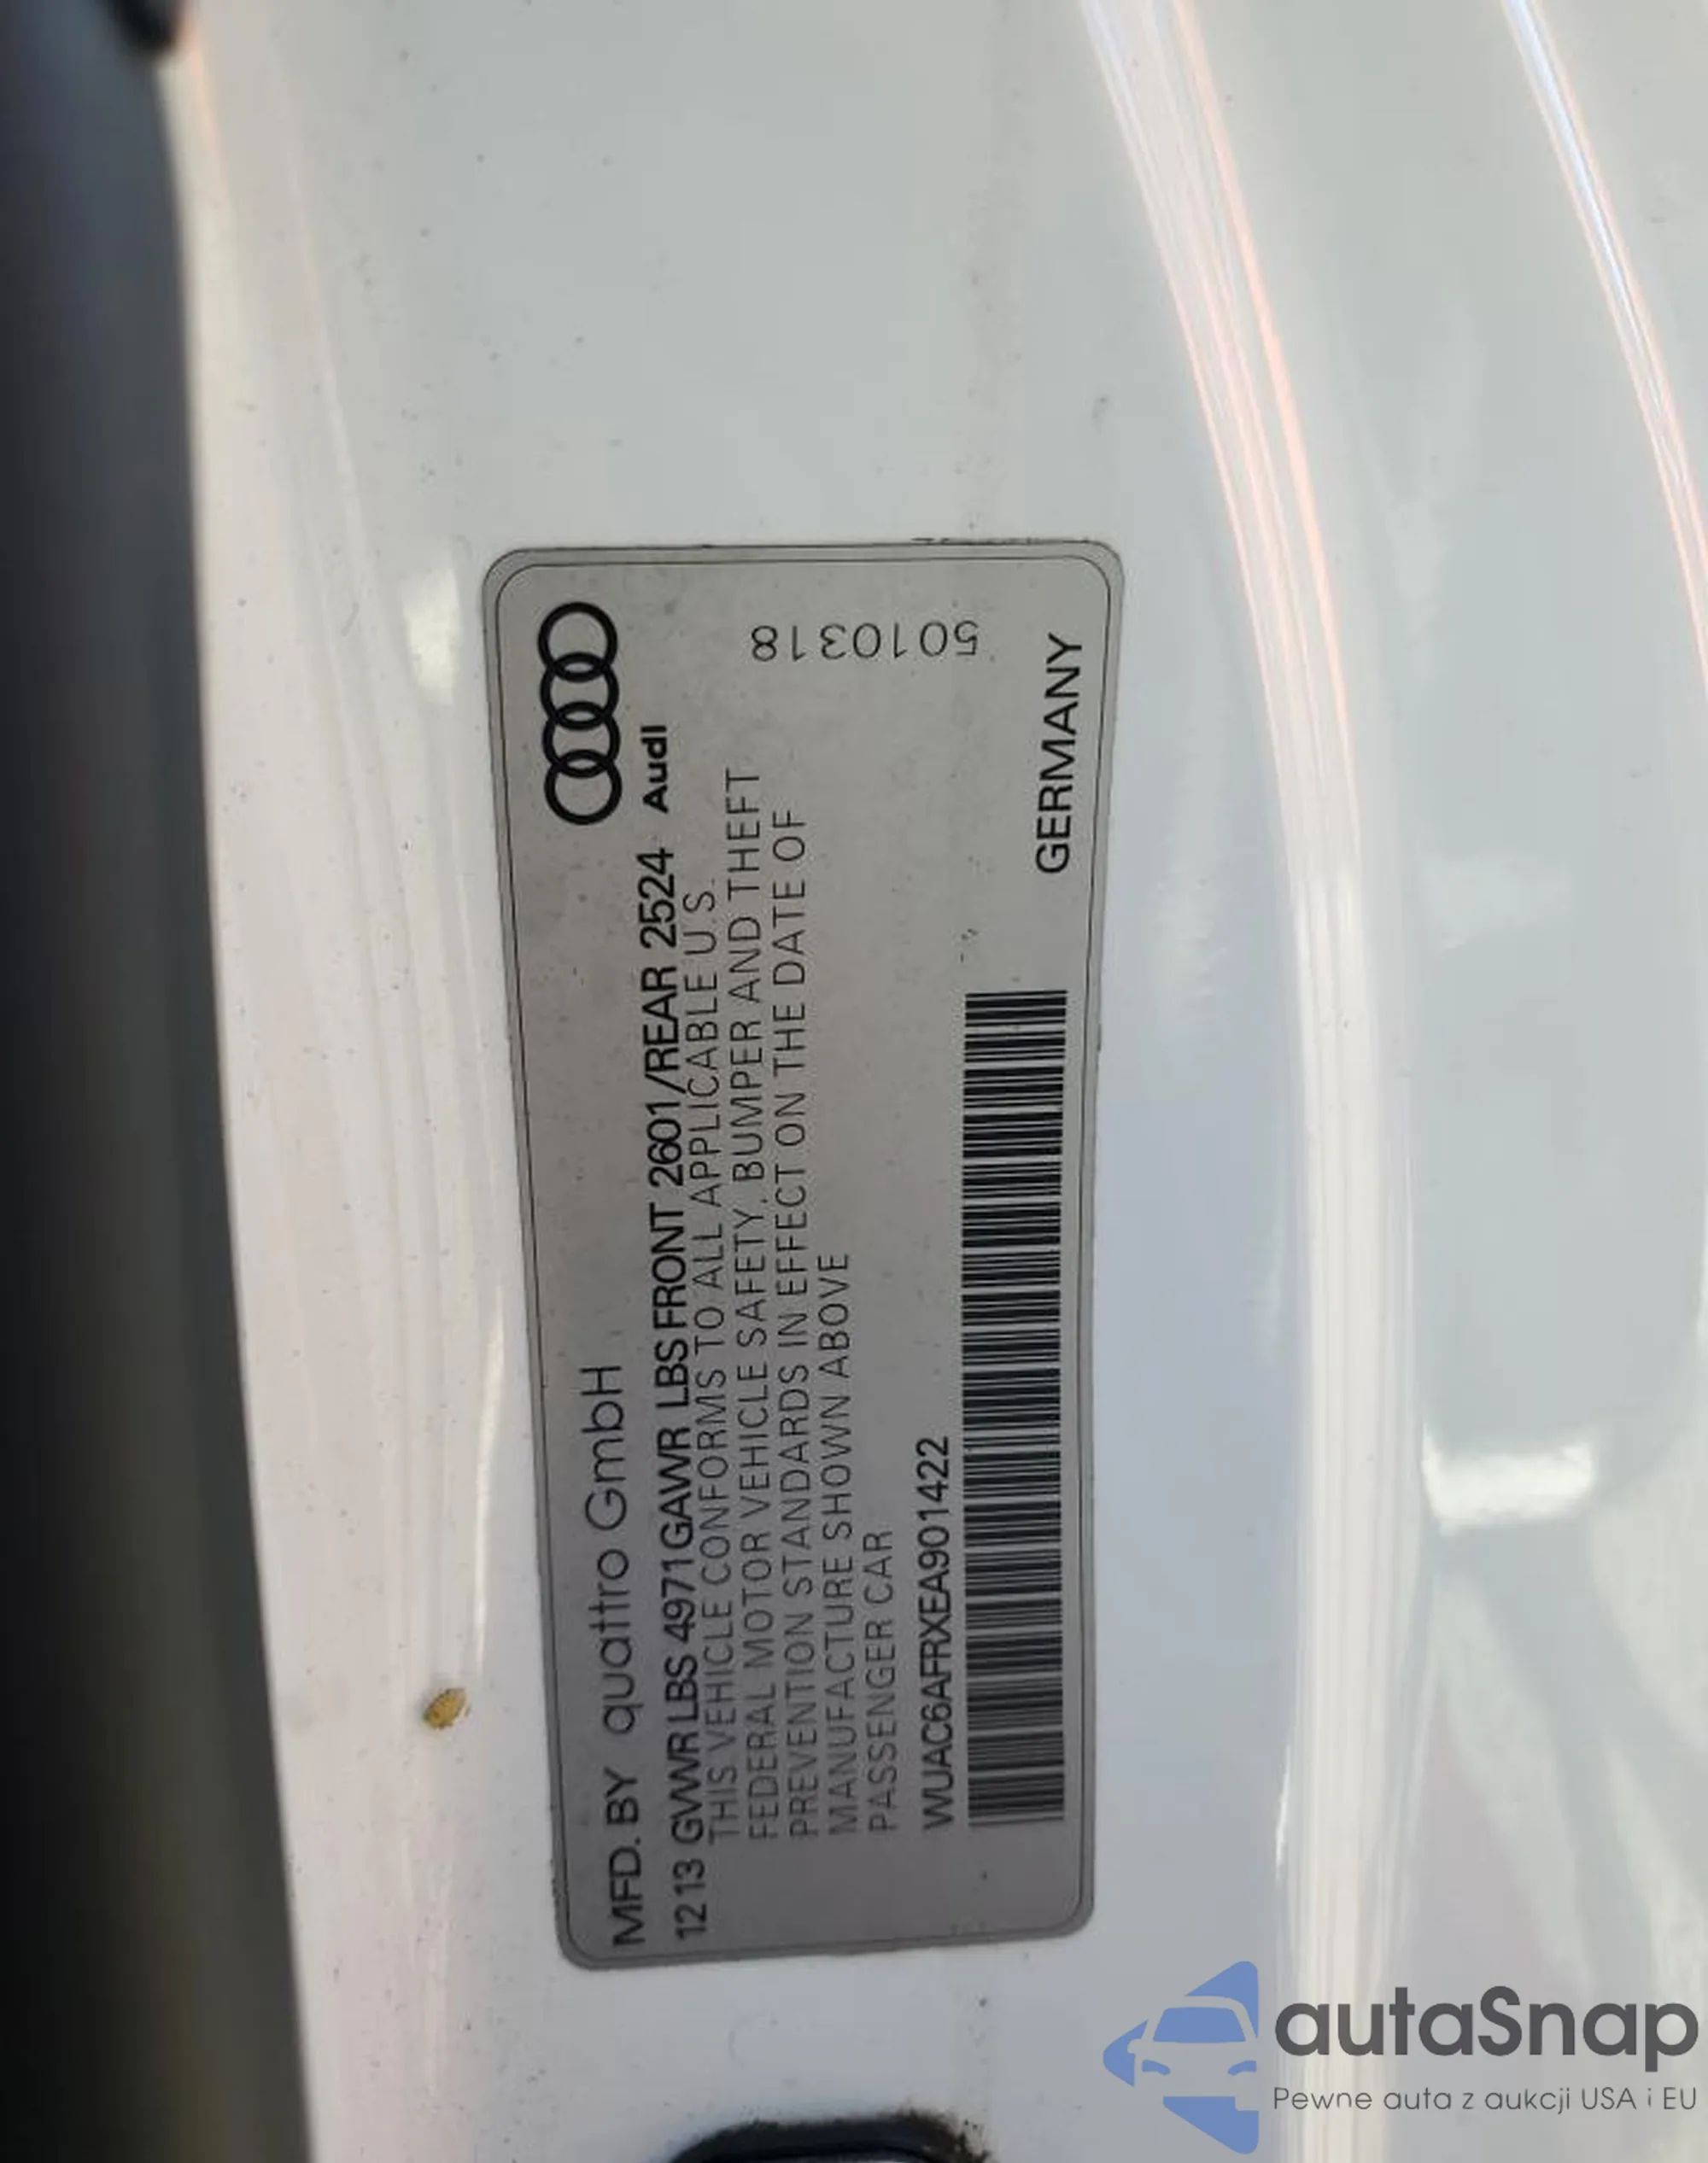 MFD. BY quattro GmbH
12 13 GVWR LBS 4971 GAWR LBS FRONT 2601/REAR 2524 Audi
THIS VEHICLE CONFORMS TO ALL APPLICABLE U.S.
FEDERAL MOTOR VEHICLE SAFETY, BUMPER AND THEFT
PREVENTION STANDARDS IN EFFECT ON THE DATE OF
MANUFACTURE SHOWN ABOVE
PASSENGER CAR
WUAC6AFRXEA901422
GERMANY
5010318
autaSnap
Pewne auta z aukcji USA i EU